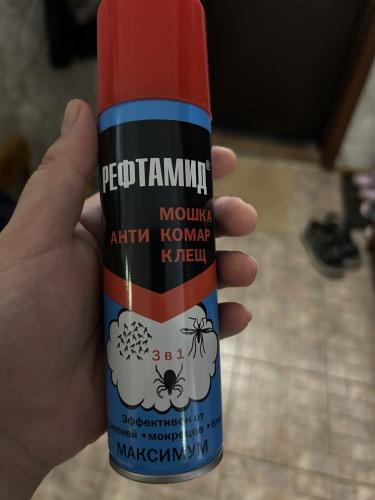 РЕФТАМИД®
МОШКА
АНТИ КОМАР
КЛЕЩ
3 в 1
Эффективен от
• мокрецов •
МАКСИМУМ